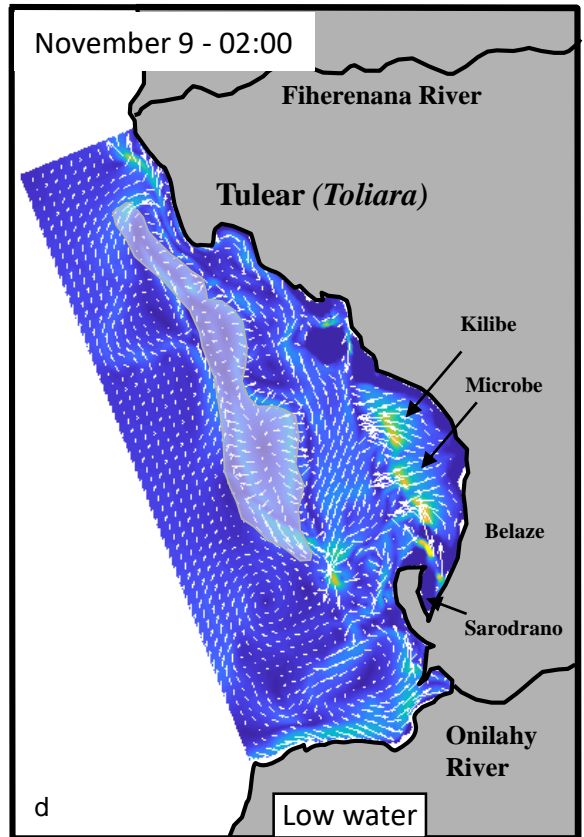 November 9 - 02:00
Fiherenana River
Tulear (Toliara)
Kilibe
Microbe
Belaze
Sarodrano
Onilahy
River
d
Low water